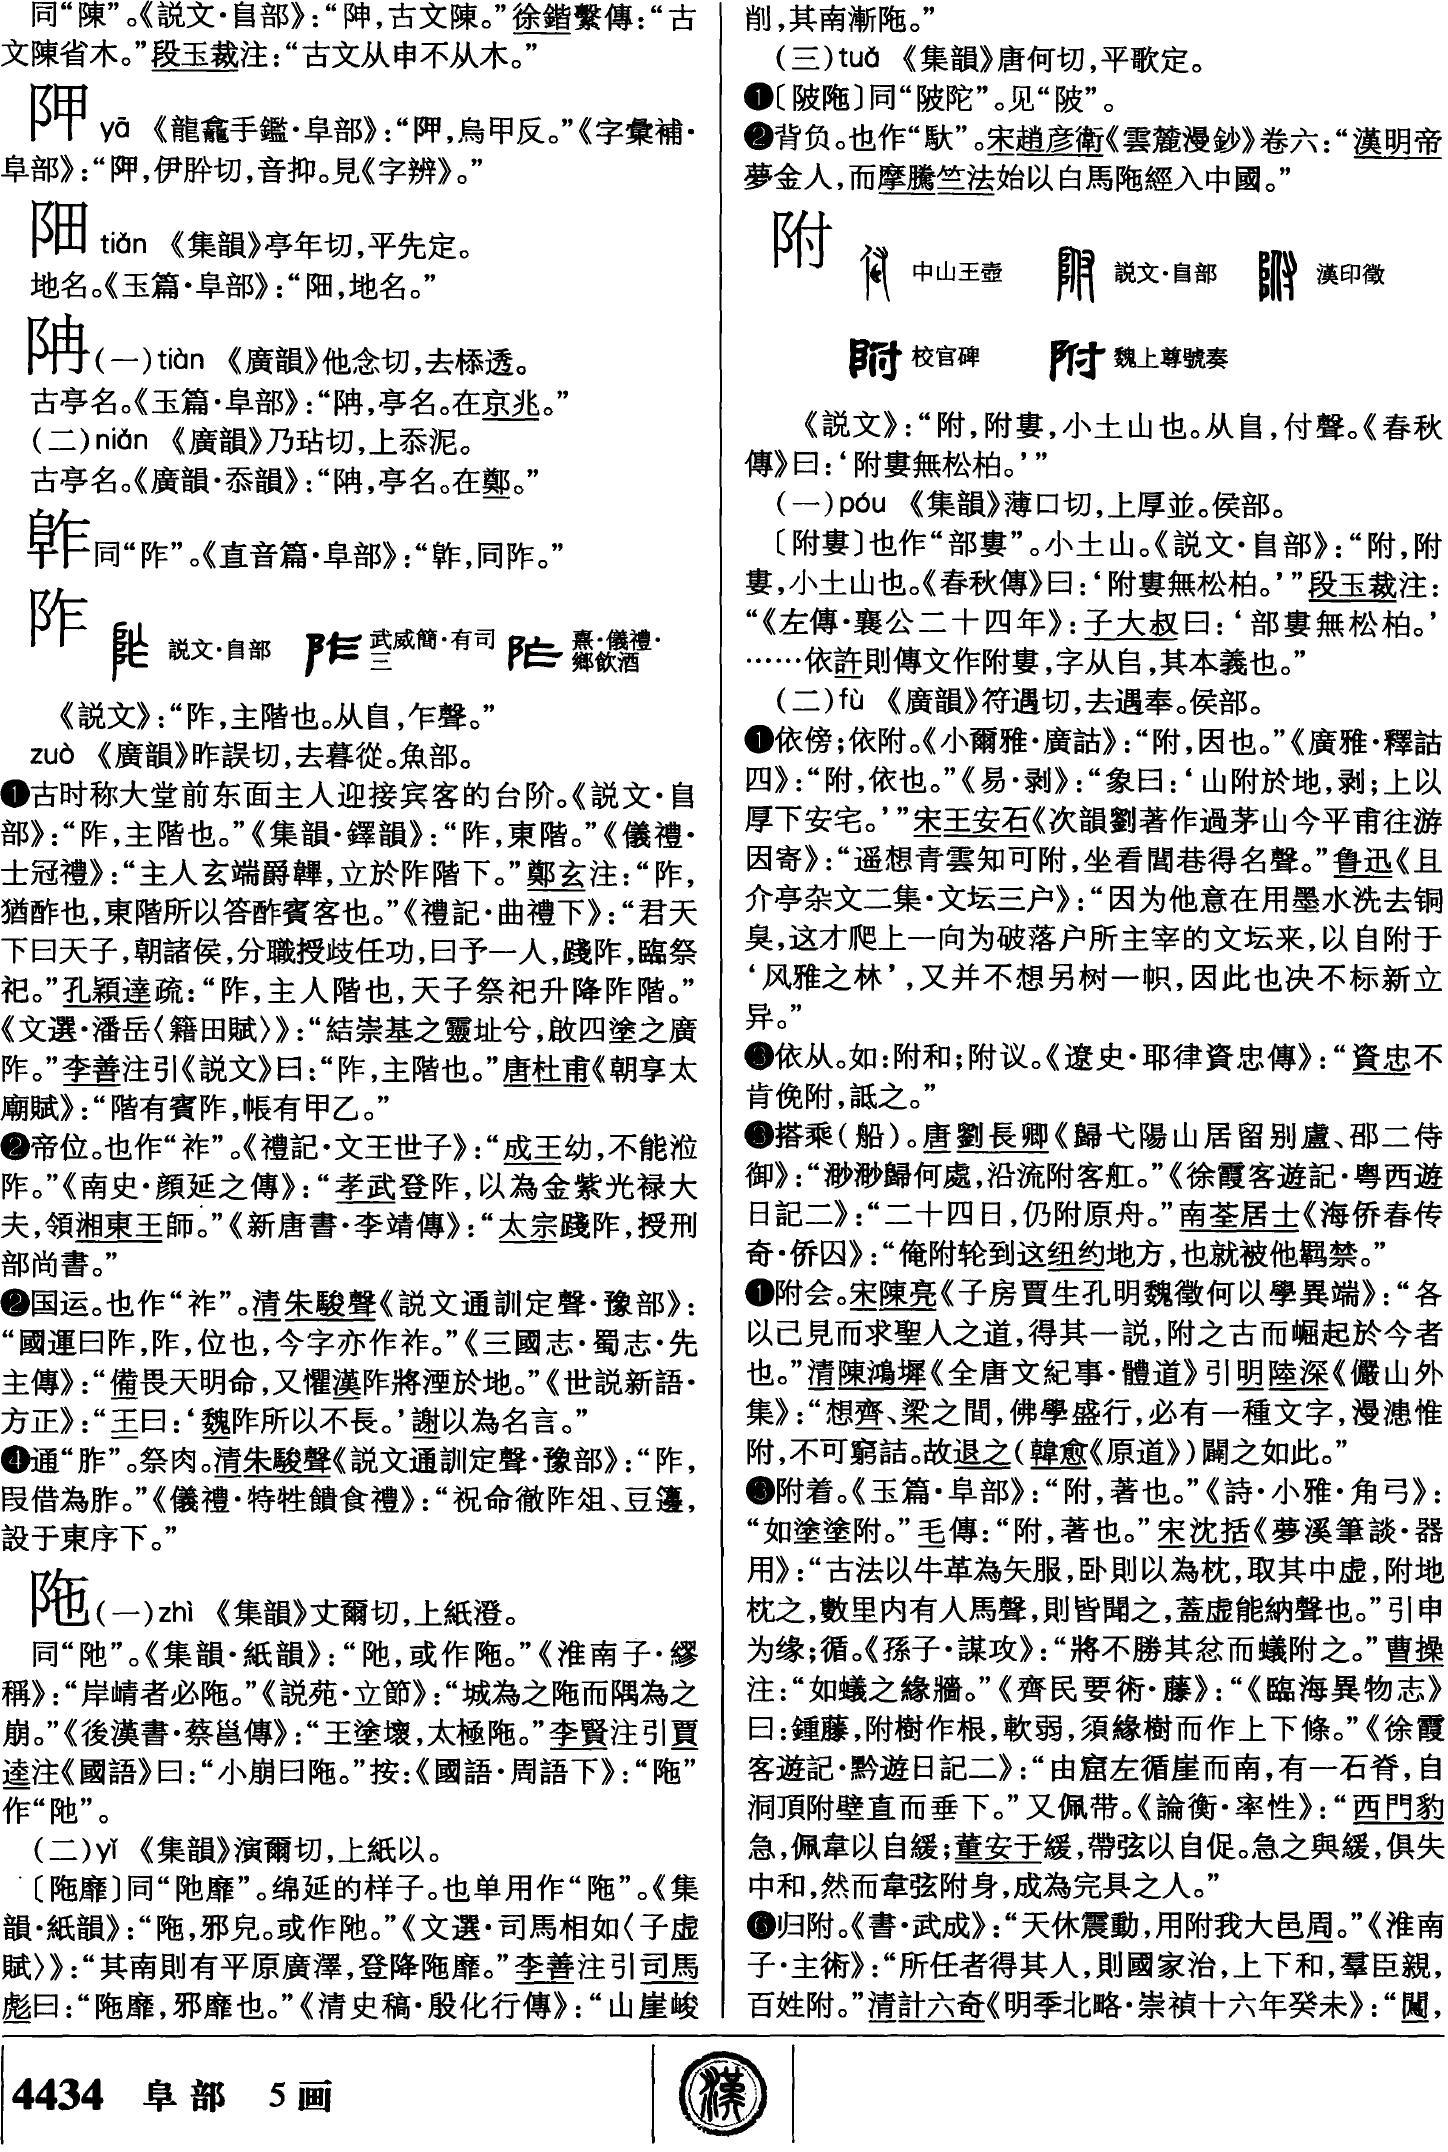 同“陳”。《説文·𨸏部》：“𨸬，古文陳。”徐鍇繫傳：“古
文陳省木。”段玉裁注：“古文从申不从木。”
𨸺 yā 《龍龕手鑑·阜部》：“𨸺，烏甲反。”《字彙補·
阜部》：“𨸺，伊肸切，音抑。見《字辨》。”
tiǎn 《集韻》亭年切，平先定。
地名。《玉篇·阜部》：“，地名。”
(一)tiàn 《廣韻》他念切，去㮇透。
古亭名。《玉篇·阜部》：“，亭名。在京兆。”
(二)niǎn 《廣韻》乃玷切，上忝泥。
古亭名。《廣韻·忝韻》：“，亭名。在鄭。”
同“阼”。《直音篇·阜部》：“，同阼。”
阼
説文·𨸏部 武威簡·有司三 熹·儀禮·鄉飲酒
《説文》：“阼，主階也。从𨸏，乍聲。”
zuò 《廣韻》昨誤切，去暮從。魚部。
❶古时称大堂前东面主人迎接宾客的台阶。《説文·𨸏
部》：“阼，主階也。”《集韻·鐸韻》：“阼，東階。”《儀禮·
士冠禮》：“主人玄端爵韠，立於阼階下。”鄭玄注：“阼，
猶酢也，東階所以答酢賓客也。”《禮記·曲禮下》：“君天
下曰天子，朝諸侯，分職授歧任功，曰予一人，踐阼，臨祭
祀。”孔穎達疏：“阼，主人階也，天子祭祀升降阼階。”
《文選·潘岳〈籍田賦〉》：“結崇基之靈址兮，啟四塗之廣
阼。”李善注引《説文》曰：“阼，主階也。”唐杜甫《朝享太
廟賦》：“階有賓阼，帳有甲乙。”
❷帝位。也作“祚”。《禮記·文王世子》：“成王幼，不能涖
阼。”《南史·顔延之傳》：“孝武登阼，以為金紫光禄大
夫，領湘東王師。”《新唐書·李靖傳》：“太宗踐阼，授刑
部尚書。”
❷国运。也作“祚”。清朱駿聲《説文通訓定聲·豫部》：
“國運曰阼，阼，位也，今字亦作祚。”《三國志·蜀志·先
主傳》：“備畏天明命，又懼漢阼將湮於地。”《世説新語·
方正》：“王曰：‘魏阼所以不長。’謝以為名言。”
❹通“胙”。祭肉。清朱駿聲《説文通訓定聲·豫部》：“阼，
叚借為胙。”《儀禮·特牲饋食禮》：“祝命徹阼俎、豆籩，
設于東序下。”
陁(一)zhì 《集韻》丈爾切，上紙澄。
同“阤”。《集韻·紙韻》：“阤，或作陁。”《淮南子·繆
稱》：“岸崝者必陁。”《説苑·立節》：“城為之陁而隅為之
崩。”《後漢書·蔡邕傳》：“王塗壞，太極陁。”李賢注引賈
逵注《國語》曰：“小崩曰陁。”按：《國語·周語下》：“陁”
作“阤”。
(二)yǐ 《集韻》演爾切，上紙以。
〔陁靡〕同“阤靡”。绵延的样子。也单用作“陁”。《集
韻·紙韻》：“陁，邪皃。或作阤。”《文選·司馬相如〈子虚
賦〉》：“其南則有平原廣澤，登降陁靡。”李善注引司馬
彪曰：“陁靡，邪靡也。”《清史稿·殷化行傳》：“山崖峻
削，其南漸陁。”
(三)tuó 《集韻》唐何切，平歌定。
❶〔陂陁〕同“陂陀”。见“陂”。
❷背负。也作“馱”。宋趙彦衛《雲麓漫鈔》卷六：“漢明帝
夢金人，而摩騰竺法始以白馬陁經入中國。”
附
中山王壺 説文·𨸏部 漢印徵
校官碑 魏上尊號奏
《説文》：“附，附婁，小土山也。从𨸏，付聲。《春秋
傳》曰：‘附婁無松柏。’”
(一)póu 《集韻》薄口切，上厚並。侯部。
〔附婁〕也作“部婁”。小土山。《説文·𨸏部》：“附，附
婁，小土山也。《春秋傳》曰：‘附婁無松柏。’”段玉裁注：
“《左傳·襄公二十四年》：子大叔曰：‘部婁無松柏。’
……依許則傳文作附婁，字从𨸏，其本義也。”
(二)fù 《廣韻》符遇切，去遇奉。侯部。
❶依傍；依附。《小爾雅·廣詁》：“附，因也。”《廣雅·釋詁
四》：“附，依也。”《易·剥》：“象曰：‘山附於地，剥；上以
厚下安宅。’”宋王安石《次韻劉著作過茅山今平甫往游
因寄》：“遥想青雲知可附，坐看閭巷得名聲。”鲁迅《且
介亭杂文二集·文坛三户》：“因为他意在用墨水洗去铜
臭，这才爬上一向为破落户所主宰的文坛来，以自附于
‘风雅之林’，又并不想另树一帜，因此也决不标新立
异。”
❸依从。如：附和；附议。《遼史·耶律資忠傳》：“資忠不
肯俛附，詆之。”
❸搭乘(船)。唐劉長卿《歸弋陽山居留别盧、邵二侍
御》：“渺渺歸何處，沿流附客舡。”《徐霞客遊記·粤西遊
日記二》：“二十四日，仍附原舟。”南荃居士《海侨春传
奇·侨囚》：“俺附轮到这纽约地方，也就被他羁禁。”
❶附会。宋陳亮《子房賈生孔明魏徵何以學異端》：“各
以己見而求聖人之道，得其一説，附之古而崛起於今者
也。”清陳鴻墀《全唐文紀事·體道》引明陸深《儼山外
集》：“想齊、梁之間，佛學盛行，必有一種文字，漫漶惟
附，不可窮詰。故退之(韓愈《原道》)闢之如此。”
❸附着。《玉篇·阜部》：“附，著也。”《詩·小雅·角弓》：
“如塗塗附。”毛傳：“附，著也。”宋沈括《夢溪筆談·器
用》：“古法以牛革為矢服，卧則以為枕，取其中虚，附地
枕之，數里内有人馬聲，則皆聞之，蓋虚能納聲也。”引申
为缘；循。《孫子·謀攻》：“將不勝其忿而蟻附之。”曹操
注：“如蟻之緣牆。”《齊民要術·藤》：“《臨海異物志》
曰：鍾藤，附樹作根，軟弱，須緣樹而作上下條。”《徐霞
客遊記·黔遊日記二》：“由窟左循崖而南，有一石脊，自
洞頂附壁直而垂下。”又佩带。《論衡·率性》：“西門豹
急，佩韋以自緩；董安于緩，帶弦以自促。急之與緩，俱失
中和，然而韋弦附身，成為完具之人。”
❻归附。《書·武成》：“天休震動，用附我大邑周。”《淮南
子·主術》：“所任者得其人，則國家治，上下和，羣臣親，
百姓附。”清計六奇《明季北略·崇禎十六年癸未》：“闖，
4434 阜部 5画
漢